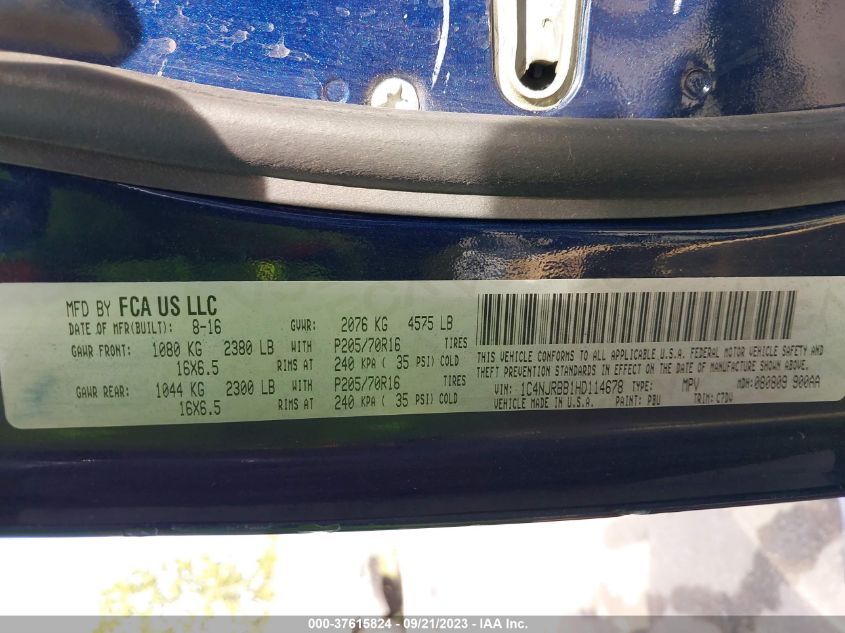 MFD BY FCA US LLC
DATE OF MFR(BUILT): 8-16 GVWR: 2076 KG 4575 LB
GAWR FRONT: 1080 KG 2380 LB WITH P205/70R16 TIRES
16X6.5 RIMS AT 240 KPA ( 35 PSI) COLD
GAWR REAR: 1044 KG 2300 LB WITH P205/70R16 TIRES
16X6.5 RIMS AT 240 KPA ( 35 PSI) COLD
THIS VEHICLE CONFORMS TO ALL APPLICABLE U.S.A. FEDERAL MOTOR VEHICLE SAFETY AND
THEFT PREVENTION STANDARDS IN EFFECT ON THE DATE OF MANUFACTURE SHOWN ABOVE.
VIN: 1C4NJRBB1HD114678 TYPE: MPV MDH: 080809 900AA
VEHICLE MADE IN U.S.A. PAINT: PBU TRIM: C7DV
000-37615824 - 09/21/2023 - IAA Inc.